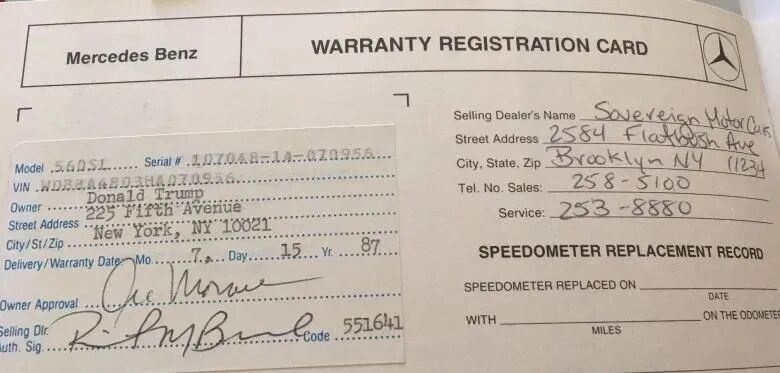 Mercedes Benz
WARRANTY REGISTRATION CARD
Model 560SL Serial # 107048-1A-070956
VIN WDBBA48D3HA070956
Owner Donald Trump
Street Address 225 Fifth Avenue
City/St/Zip New York, NY 10021
Delivery/Warranty Date: Mo. 7 Day 15 Yr. 87
Owner Approval
Selling Dlr. Auth. Sig. Code 551641
Selling Dealer's Name Sovereign Motor Cars
Street Address 2584 Flatbush Ave
City, State, Zip Brooklyn NY 11234
Tel. No. Sales: 258-5100
Service: 253-8880
SPEEDOMETER REPLACEMENT RECORD
SPEEDOMETER REPLACED ON
DATE
WITH ON THE ODOMETER
MILES